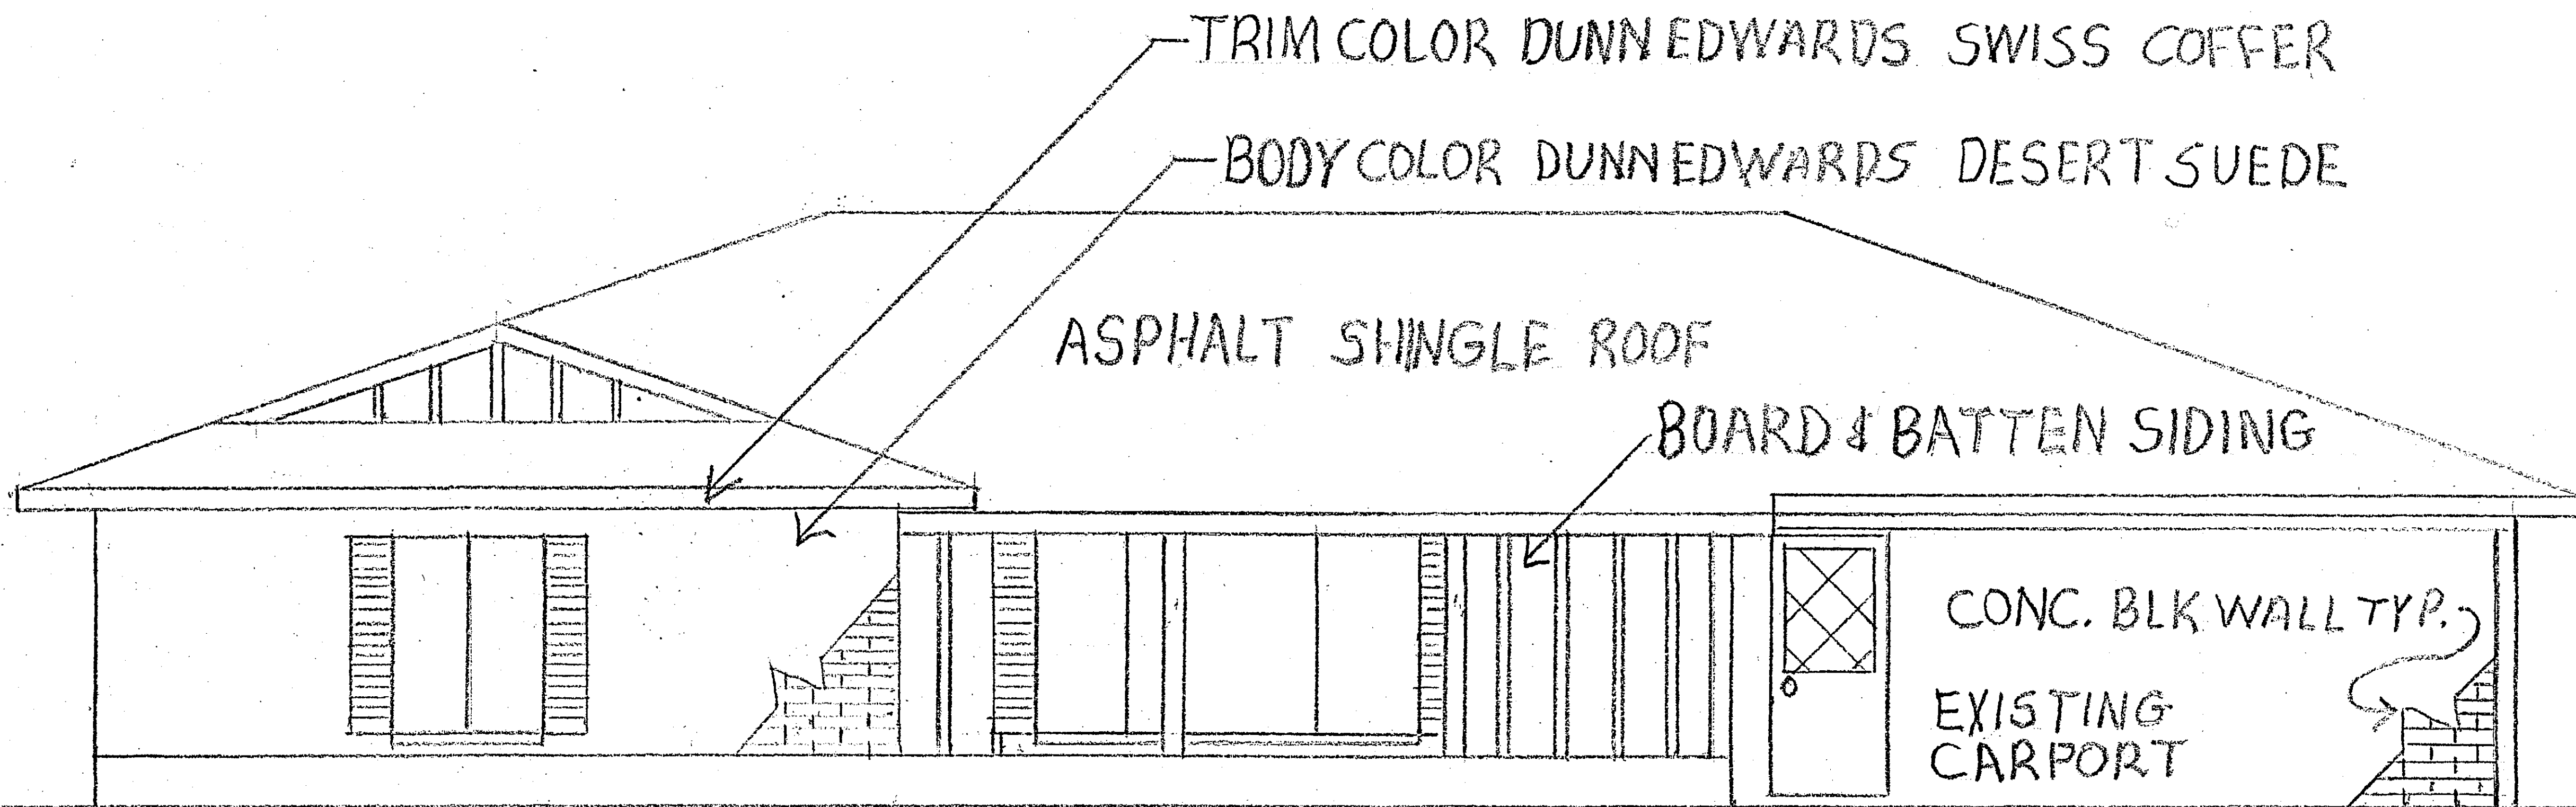 TRIM COLOR DUNN EDWARDS SWISS COFFER
BODY COLOR DUNN EDWARDS DESERT SUEDE
ASPHALT SHINGLE ROOF
BOARD & BATTEN SIDING
CONC. BLK WALL TYP.
EXISTING
CARPORT